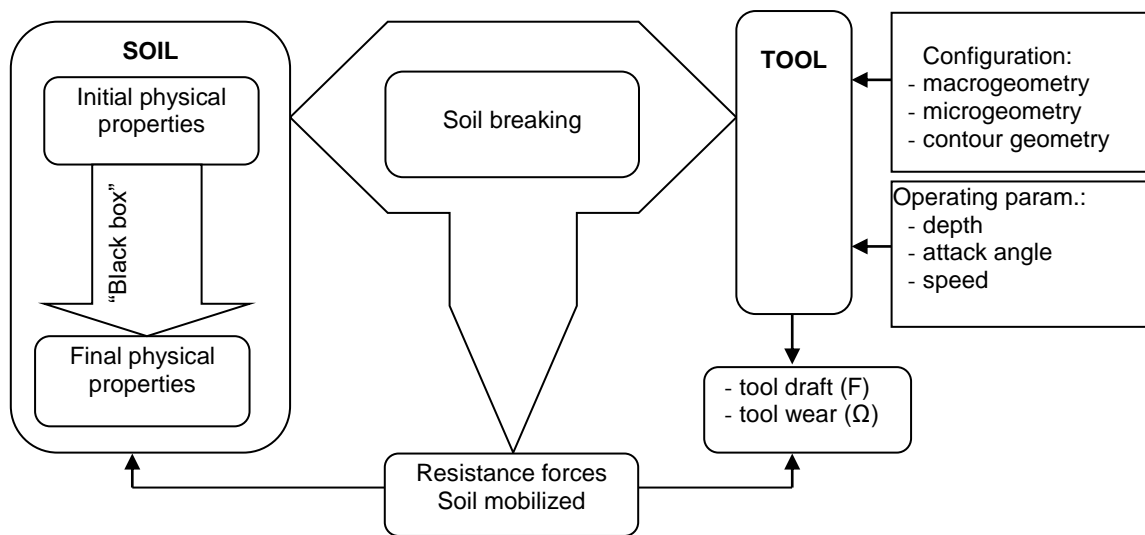 SOIL
Initial physical
properties
“Black box”
Final physical
properties
Soil breaking
Resistance forces
Soil mobilized
TOOL
- tool draft (F)
- tool wear (Ω)
Configuration:
- macrogeometry
- microgeometry
- contour geometry
Operating param.:
- depth
- attack angle
- speed